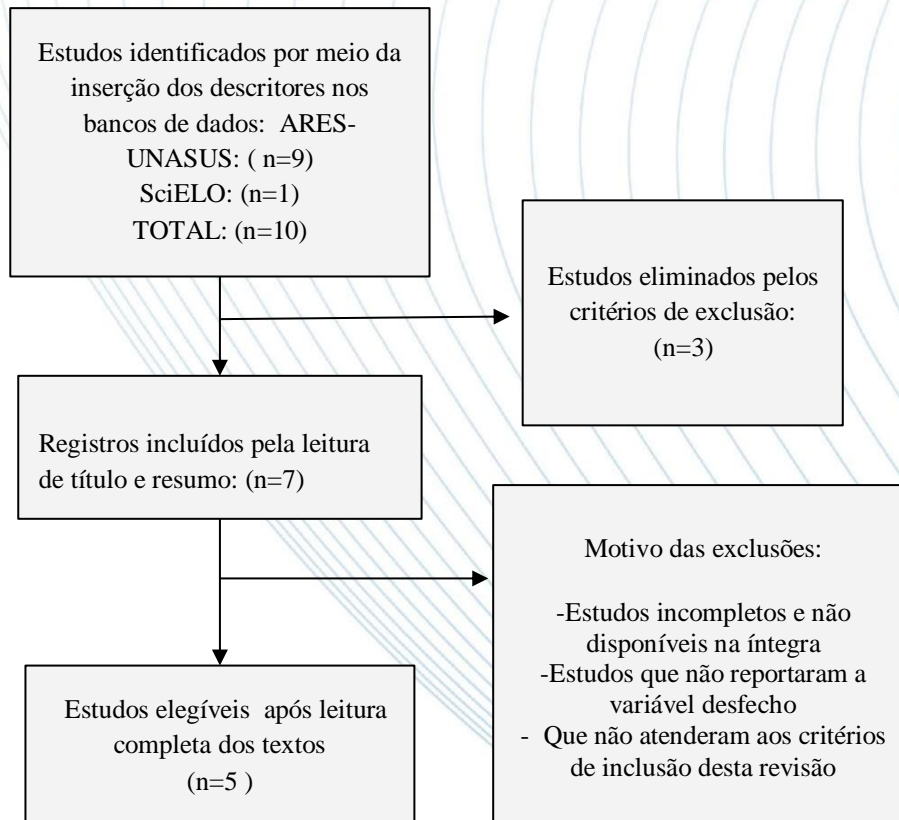 Estudos identificados por meio da
inserção dos descritores nos
bancos de dados: ARES-
UNASUS: ( n=9)
SciELO: (n=1)
TOTAL: (n=10)
Estudos eliminados pelos
critérios de exclusão:
(n=3)
Registros incluídos pela leitura
de título e resumo: (n=7)
Motivo das exclusões:
-Estudos incompletos e não
disponíveis na íntegra
-Estudos que não reportaram a
variável desfecho
- Que não atenderam aos critérios
de inclusão desta revisão
Estudos elegíveis após leitura
completa dos textos
(n=5 )